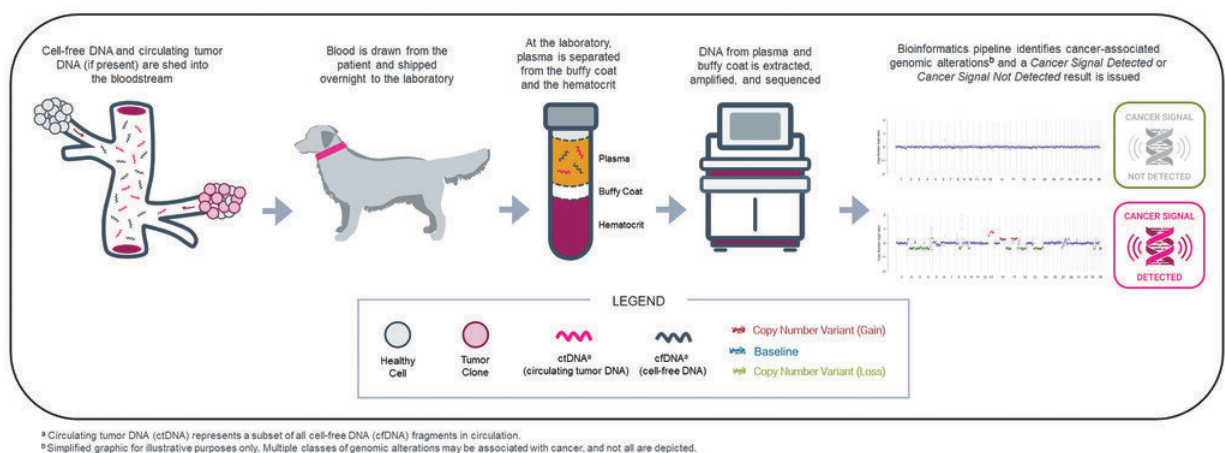 Cell-free DNA and circulating tumor
DNA (if present) are shed into
the bloodstream
Blood is drawn from the
patient and shipped
overnight to the laboratory
At the laboratory,
plasma is separated
from the buffy coat
and the hematocrit
DNA from plasma and
buffy coat is extracted,
amplified, and sequenced
Bioinformatics pipeline identifies cancer-associated
genomic alterationsᵇ and a Cancer Signal Detected or
Cancer Signal Not Detected result is issued
Plasma
Buffy Coat
Hematocrit
CANCER SIGNAL
NOT DETECTED
CANCER SIGNAL
DETECTED
LEGEND
Healthy
Cell
Tumor
Clone
ctDNAᵃ
(circulating tumor DNA)
cfDNAᵃ
(cell-free DNA)
Copy Number Variant (Gain)
Baseline
Copy Number Variant (Loss)
ᵃ Circulating tumor DNA (ctDNA) represents a subset of all cell-free DNA (cfDNA) fragments in circulation.
ᵇ Simplified graphic for illustrative purposes only. Multiple classes of genomic alterations may be associated with cancer, and not all are depicted.